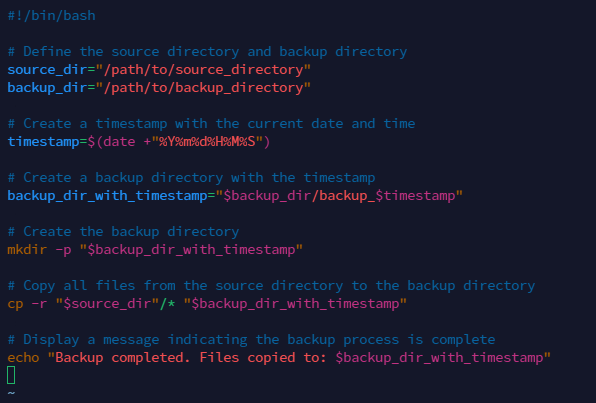 #!/bin/bash
# Define the source directory and backup directory
source_dir="/path/to/source_directory"
backup_dir="/path/to/backup_directory"
# Create a timestamp with the current date and time
timestamp=$(date +"%Y%m%d%H%M%S")
# Create a backup directory with the timestamp
backup_dir_with_timestamp="$backup_dir/backup_$timestamp"
# Create the backup directory
mkdir -p "$backup_dir_with_timestamp"
# Copy all files from the source directory to the backup directory
cp -r "$source_dir"/* "$backup_dir_with_timestamp"
# Display a message indicating the backup process is complete
echo "Backup completed. Files copied to: $backup_dir_with_timestamp"
~